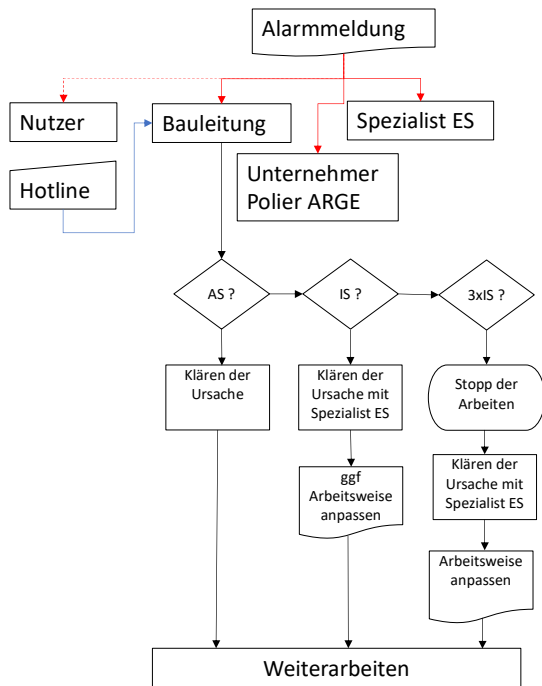 Alarmmeldung
Nutzer
Bauleitung
Spezialist ES
Hotline
Unternehmer
Polier ARGE
AS ?
IS ?
3xIS ?
Klären der
Ursache
Klären der
Ursache mit
Spezialist ES
Stopp der
Arbeiten
ggf
Arbeitsweise
anpassen
Klären der
Ursache mit
Spezialist ES
Arbeitsweise
anpassen
Weiterarbeiten